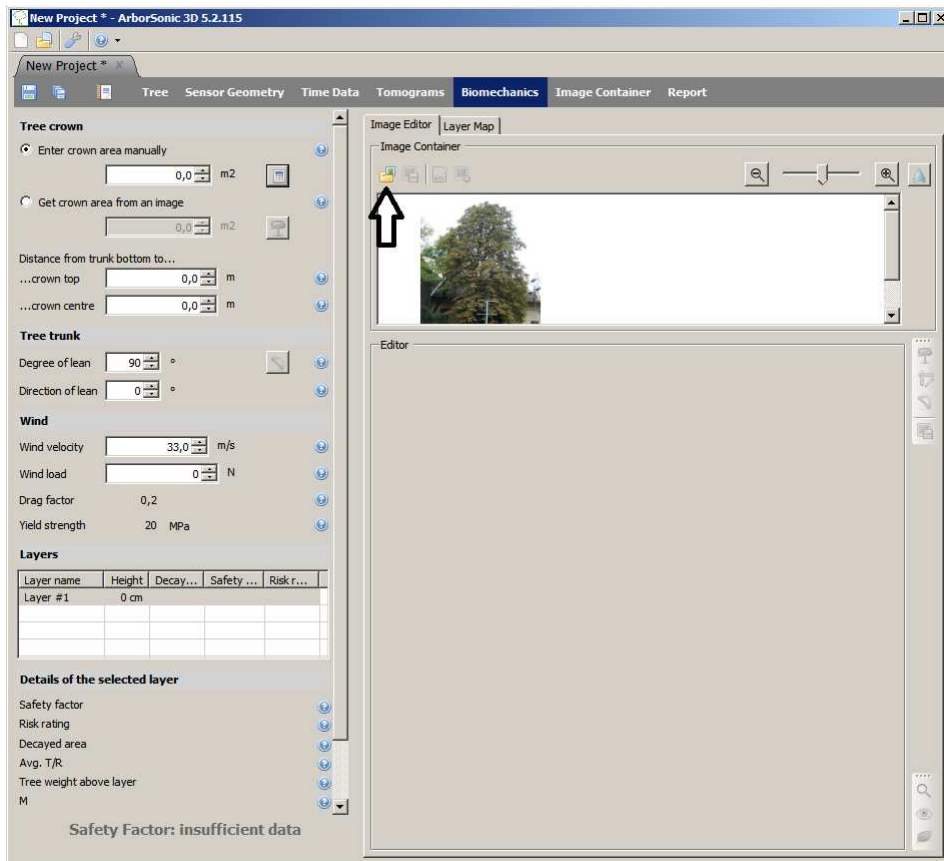 New Project * - ArborSonic 3D 5.2.115
New Project *
Tree Sensor Geometry Time Data Tomograms Biomechanics Image Container Report
Tree crown
Enter crown area manually
0,0 m2
Get crown area from an image
0,0 m2
Distance from trunk bottom to...
...crown top 0,0 m
...crown centre 0,0 m
Tree trunk
Degree of lean 90 °
Direction of lean 0 °
Wind
Wind velocity 33,0 m/s
Wind load 0 N
Drag factor 0,2
Yield strength 20 MPa
Layers
Layer name Height Decay... Safety ... Risk r...
Layer #1 0 cm
Details of the selected layer
Safety factor
Risk rating
Decayed area
Avg. T/R
Tree weight above layer
M
Safety Factor: insufficient data
Image Editor Layer Map
Image Container
Editor